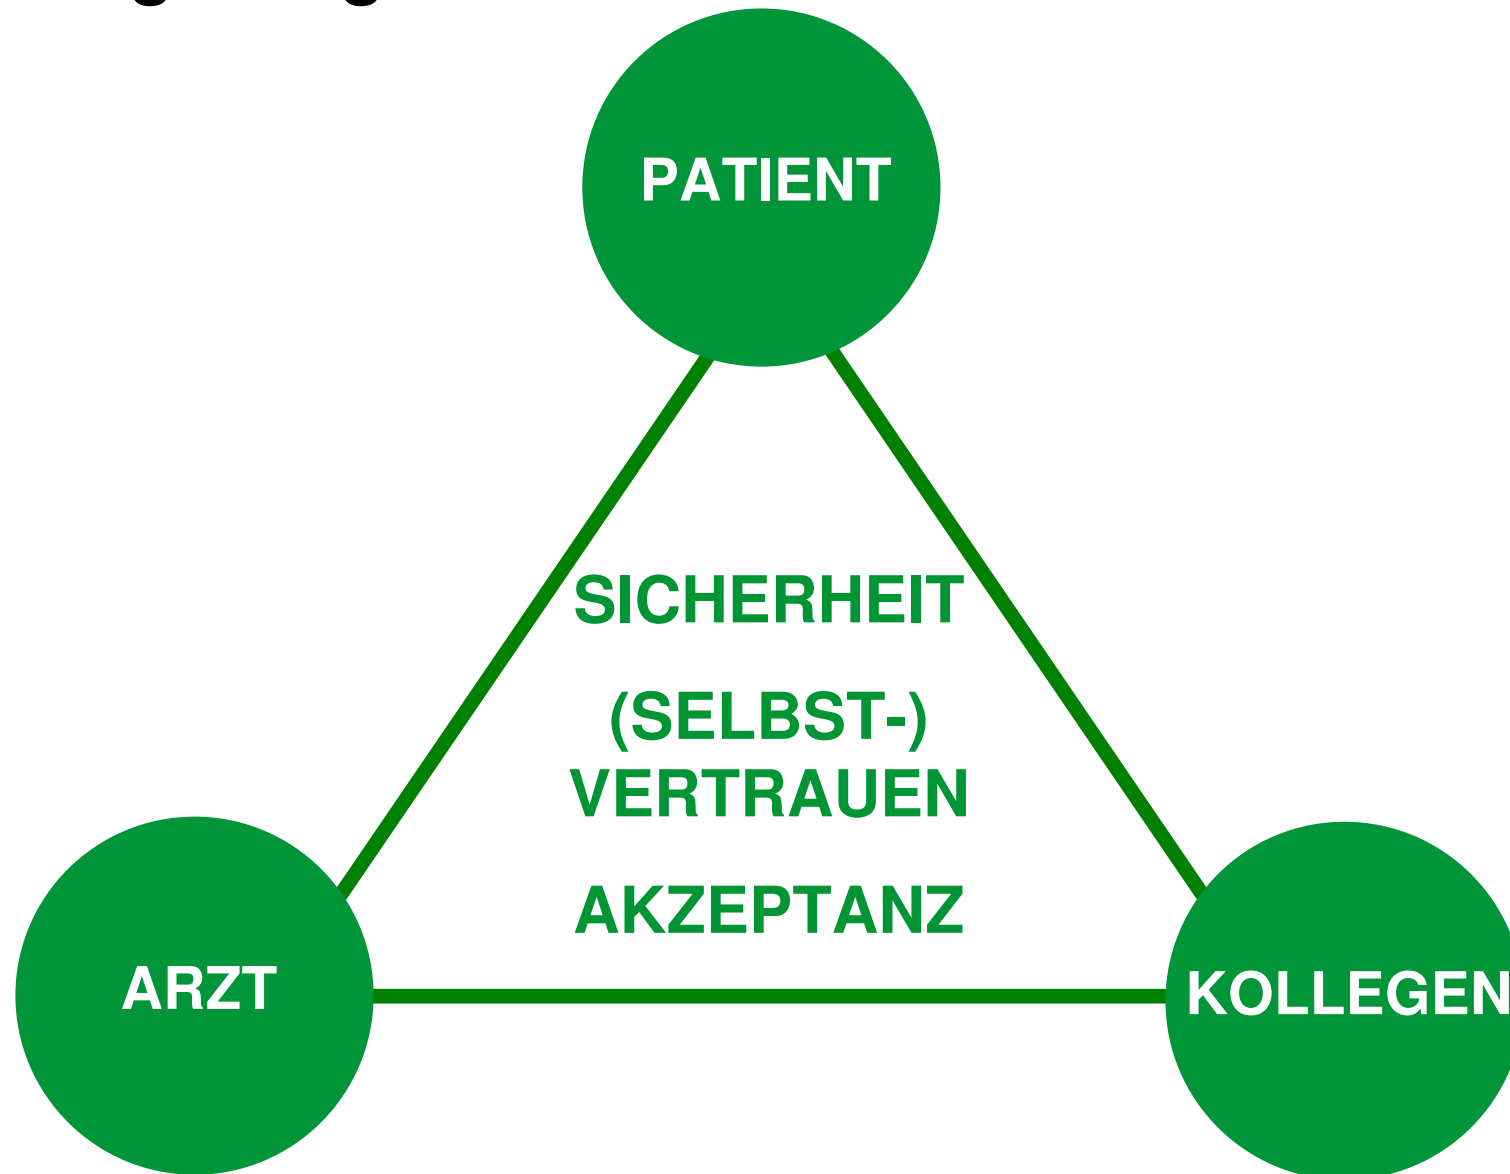 PATIENT
SICHERHEIT
(SELBST-)
VERTRAUEN
AKZEPTANZ
ARZT
KOLLEGEN